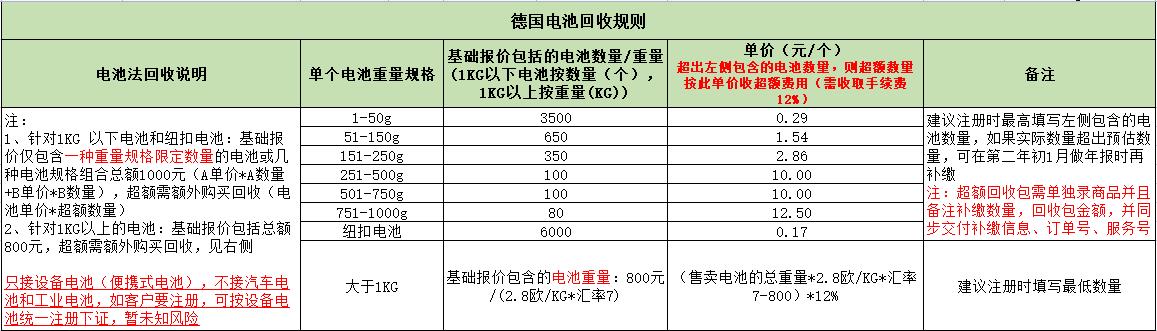 德国电池回收规则
电池法回收说明
单个电池重量规格
基础报价包括的电池数量/重量
(1KG以下电池按数量（个），
1KG以上按重量(KG)）
单价（元/个）
超出左侧包含的电池数量，则超额数量
按此单价收超额费用（需收取手续费
12%）
备注
注：
1、针对1KG 以下电池和纽扣电池：基础报
价仅包含一种重量规格限定数量的电池或几
种电池规格组合总额1000元（A单价*A数量
+B单价*B数量），超额需额外购买回收（电
池单价*超额数量）
2、针对1KG以上的电池：基础报价包括总额
800元，超额需额外购买回收，见右侧
只接设备电池（便携式电池），不接汽车电
池和工业电池，如客户要注册，可按设备电
池统一注册下证，暂未知风险
1-50g 3500 0.29
51-150g 650 1.54
151-250g 350 2.86
251-500g 100 10.00
501-750g 100 10.00
751-1000g 80 12.50
纽扣电池 6000 0.17
建议注册时最高填写左侧包含的电
池数量，如果实际数量超出预估数
量，可在第二年初1月做年报时再
补缴
注：超额回收包需单独录商品并且
备注补缴数量，回收包金额，并同
步交付补缴信息、订单号、服务号
大于1KG
基础报价包含的电池重量：800元
/(2.8欧/KG*汇率7)
（售卖电池的总重量*2.8欧/KG*汇率
7-800）*12%
建议注册时填写最低数量